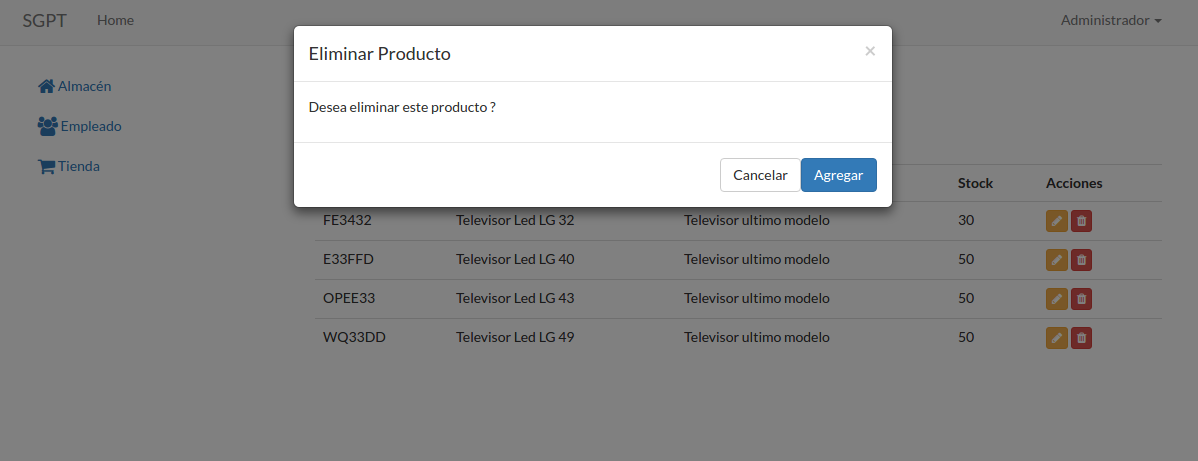 SGPT Home Administrador
Eliminar Producto ×
Desea eliminar este producto ?
Cancelar Agregar
Almacén
Empleado
Tienda
Stock Acciones
FE3432 Televisor Led LG 32 Televisor ultimo modelo 30
E33FFD Televisor Led LG 40 Televisor ultimo modelo 50
OPEE33 Televisor Led LG 43 Televisor ultimo modelo 50
WQ33DD Televisor Led LG 49 Televisor ultimo modelo 50